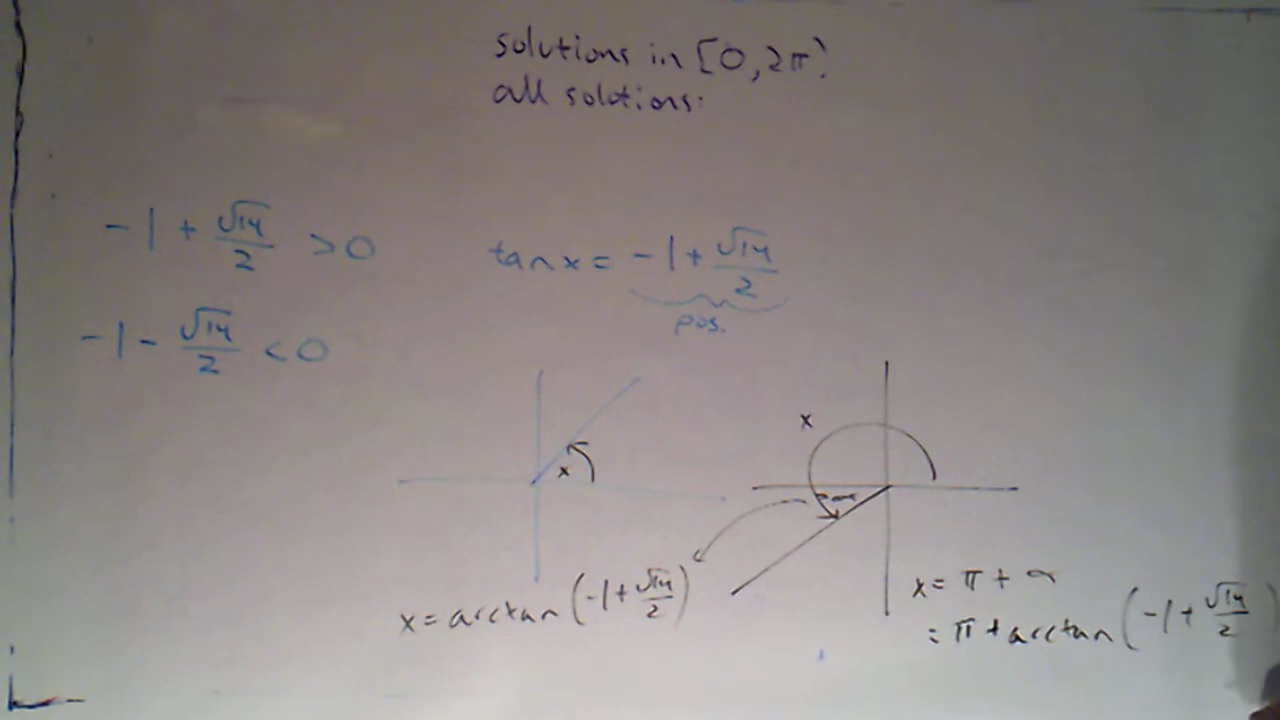 solutions in [0, 2π)
all solutions:
-1 + √14/2 > 0
tan x = -1 + √14/2
pos.
-1 - √14/2 < 0
x
x
x = arctan (-1 + √14/2)
x = π + α
= π + arctan (-1 + √14/2